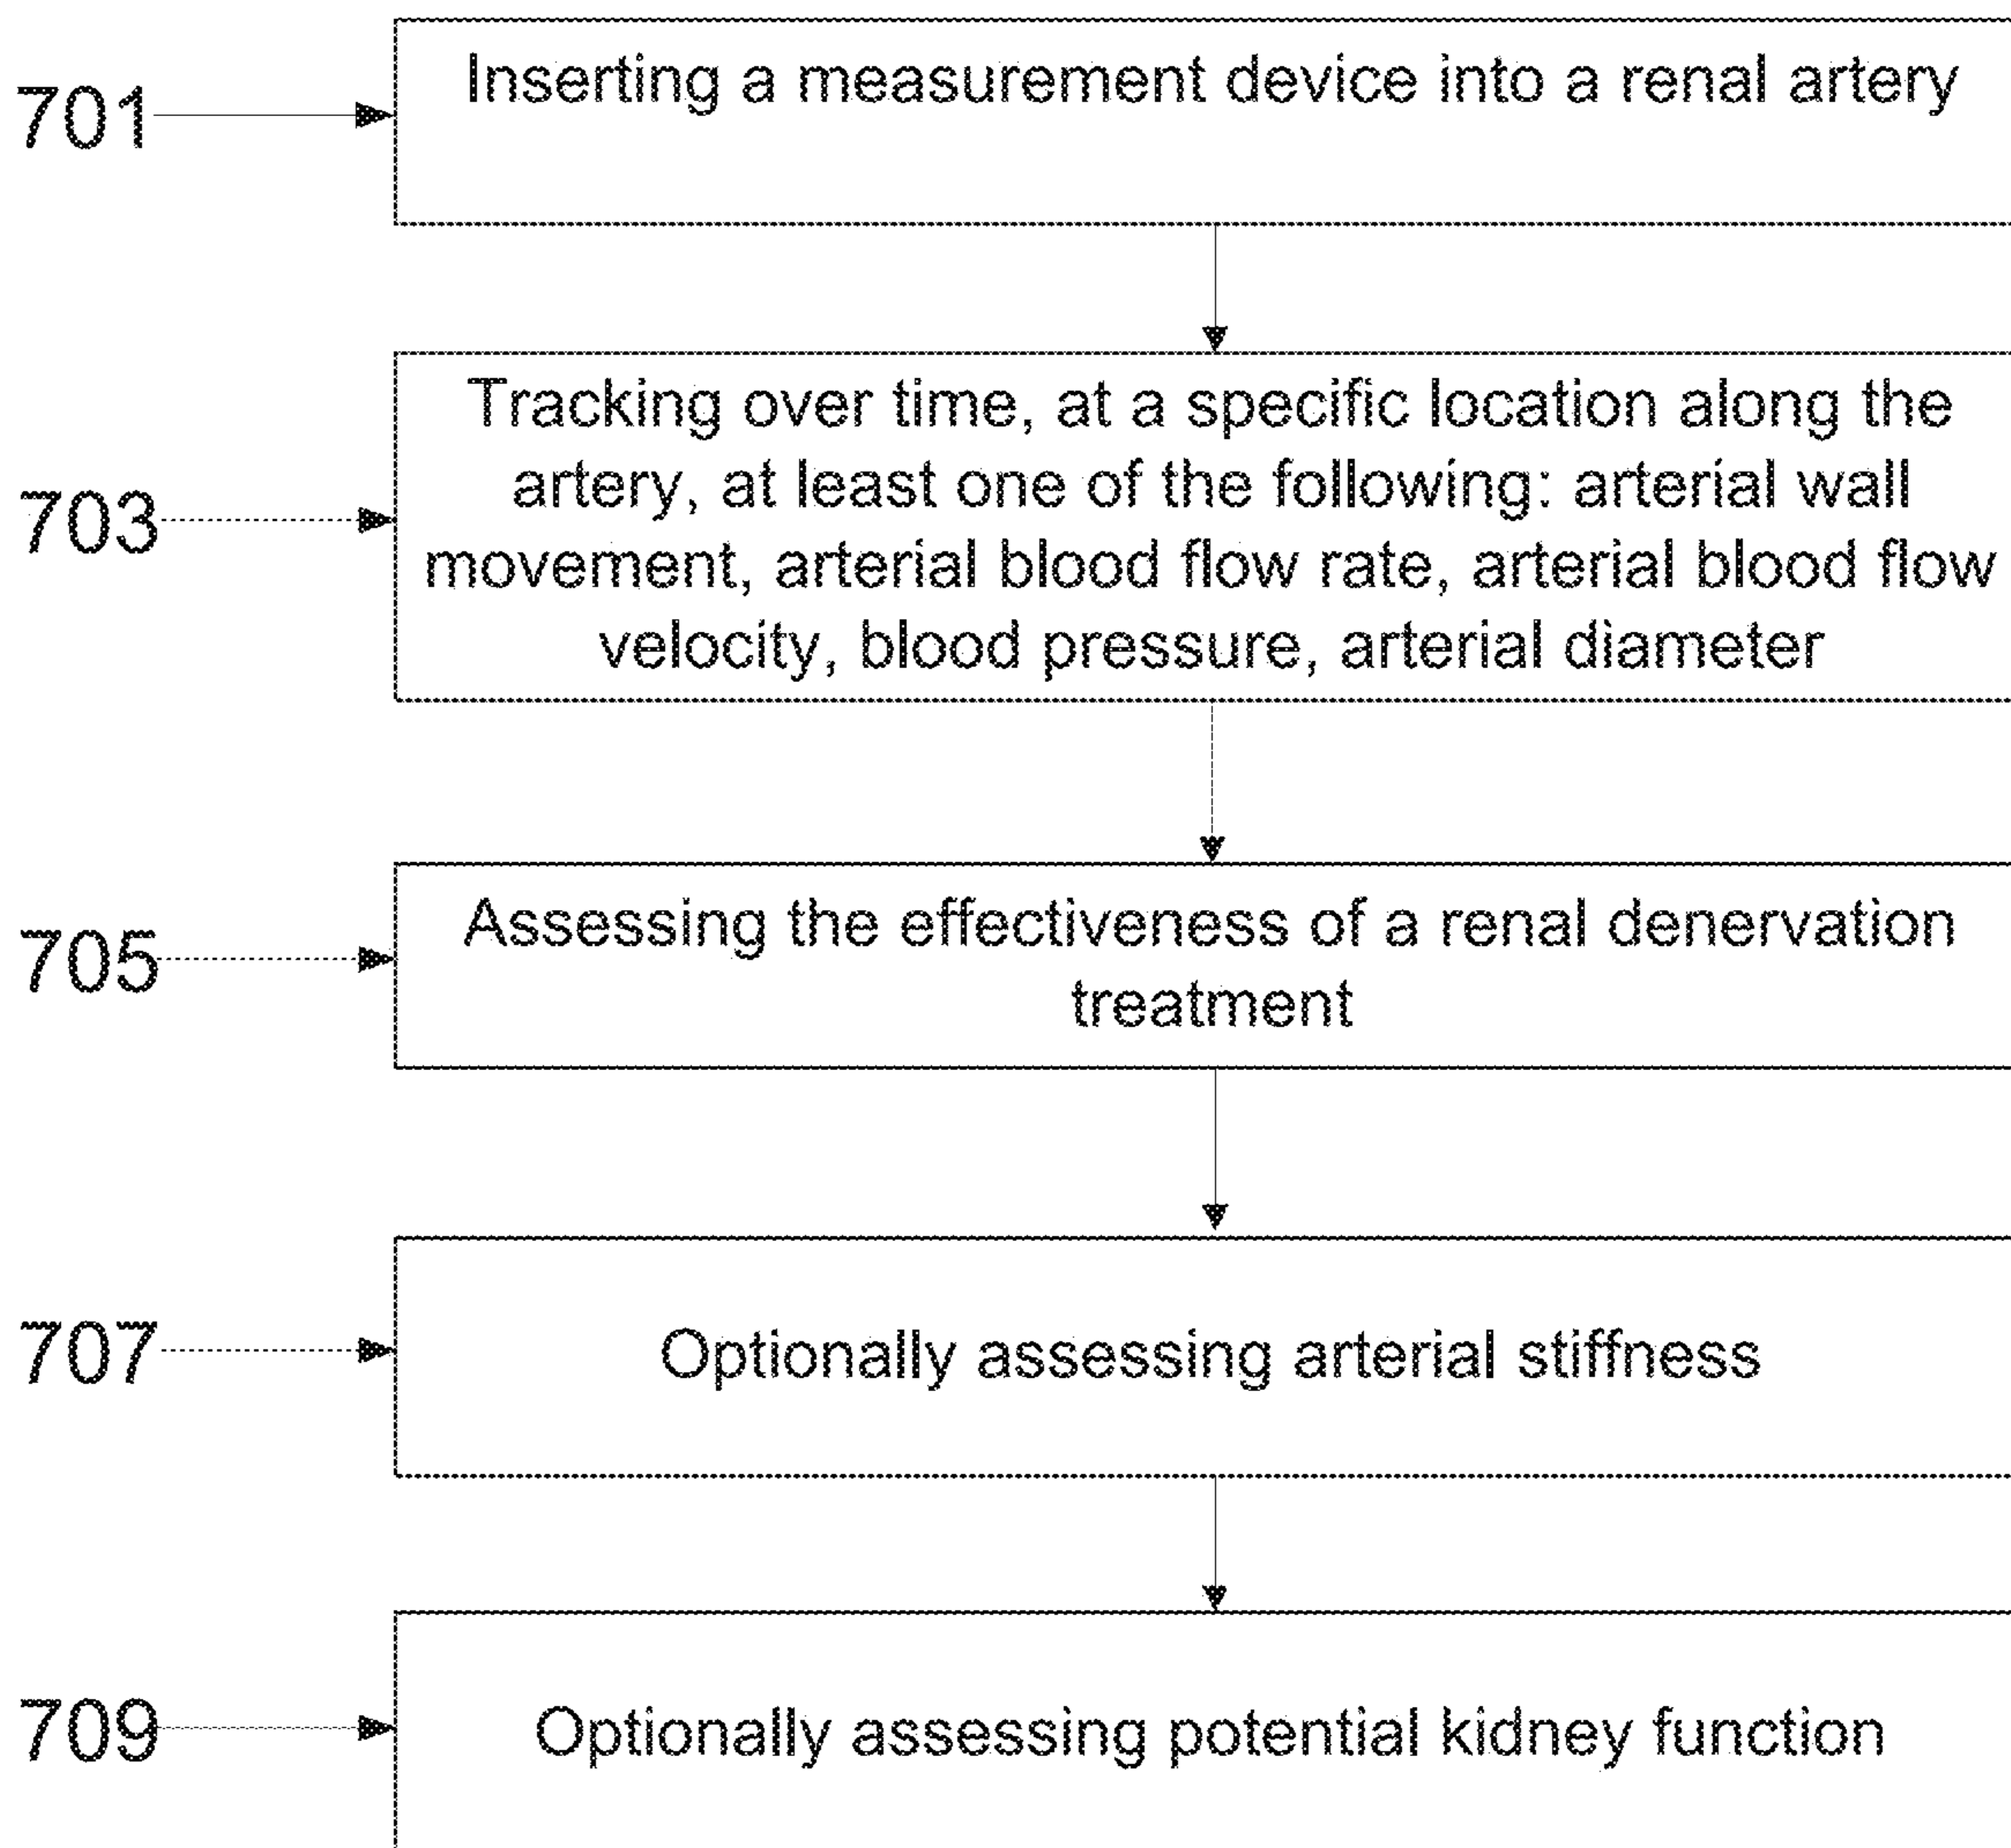 701
Inserting a measurement device into a renal artery
703
Tracking over time, at a specific location along the
artery, at least one of the following: arterial wall
movement, arterial blood flow rate, arterial blood flow
velocity, blood pressure, arterial diameter
705
Assessing the effectiveness of a renal denervation
treatment
707
Optionally assessing arterial stiffness
709
Optionally assessing potential kidney function